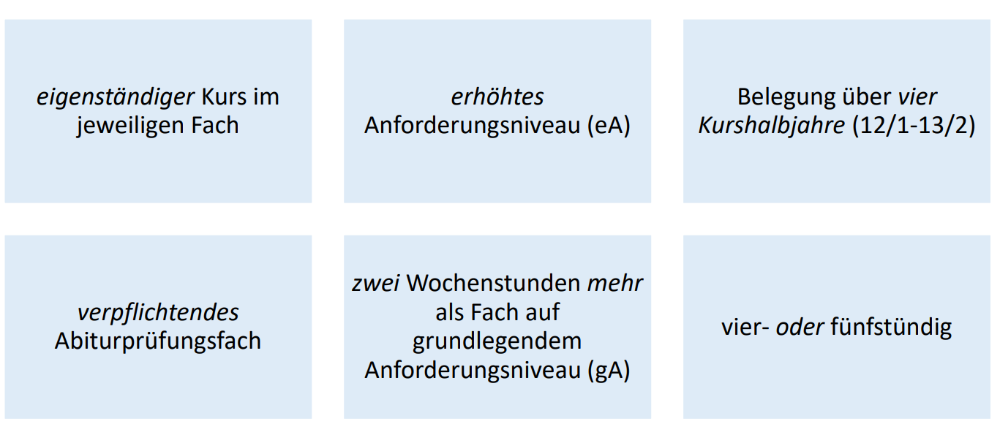 eigenständiger Kurs im
jeweiligen Fach
erhöhtes
Anforderungsniveau (eA)
Belegung über vier
Kurshalbjahre (12/1-13/2)
verpflichtendes
Abiturprüfungsfach
zwei Wochenstunden mehr
als Fach auf
grundlegendem
Anforderungsniveau (gA)
vier- oder fünfstündig